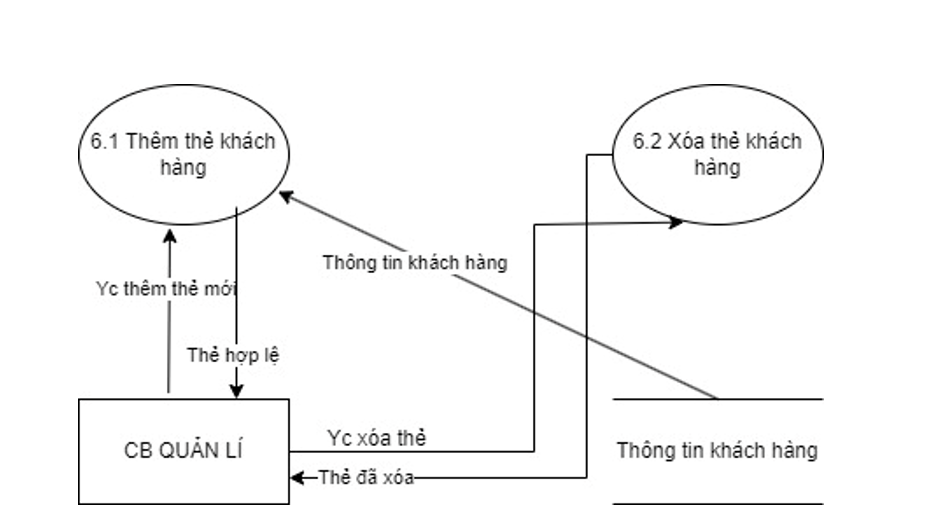 6.1 Thêm thẻ khách
hàng
6.2 Xóa thẻ khách
hàng
Thông tin khách hàng
Yc thêm thẻ mới
Thẻ hợp lệ
CB QUẢN LÍ
Yc xóa thẻ
Thẻ đã xóa
Thông tin khách hàng